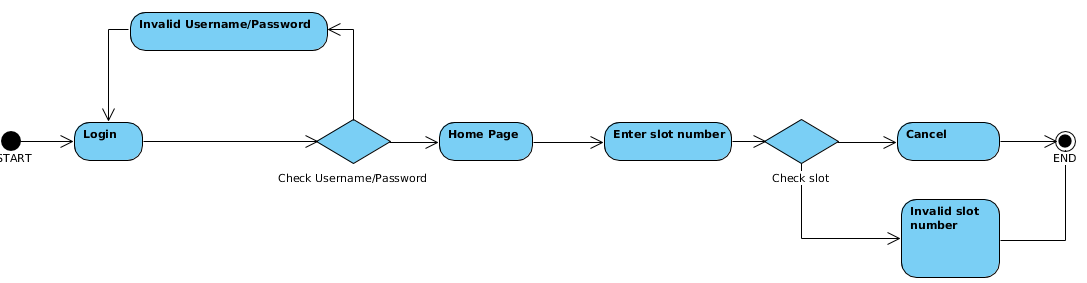 Invalid Username/Password
Login
Home Page
Enter slot number
Cancel
START
END
Check Username/Password
Check slot
Invalid slot
number